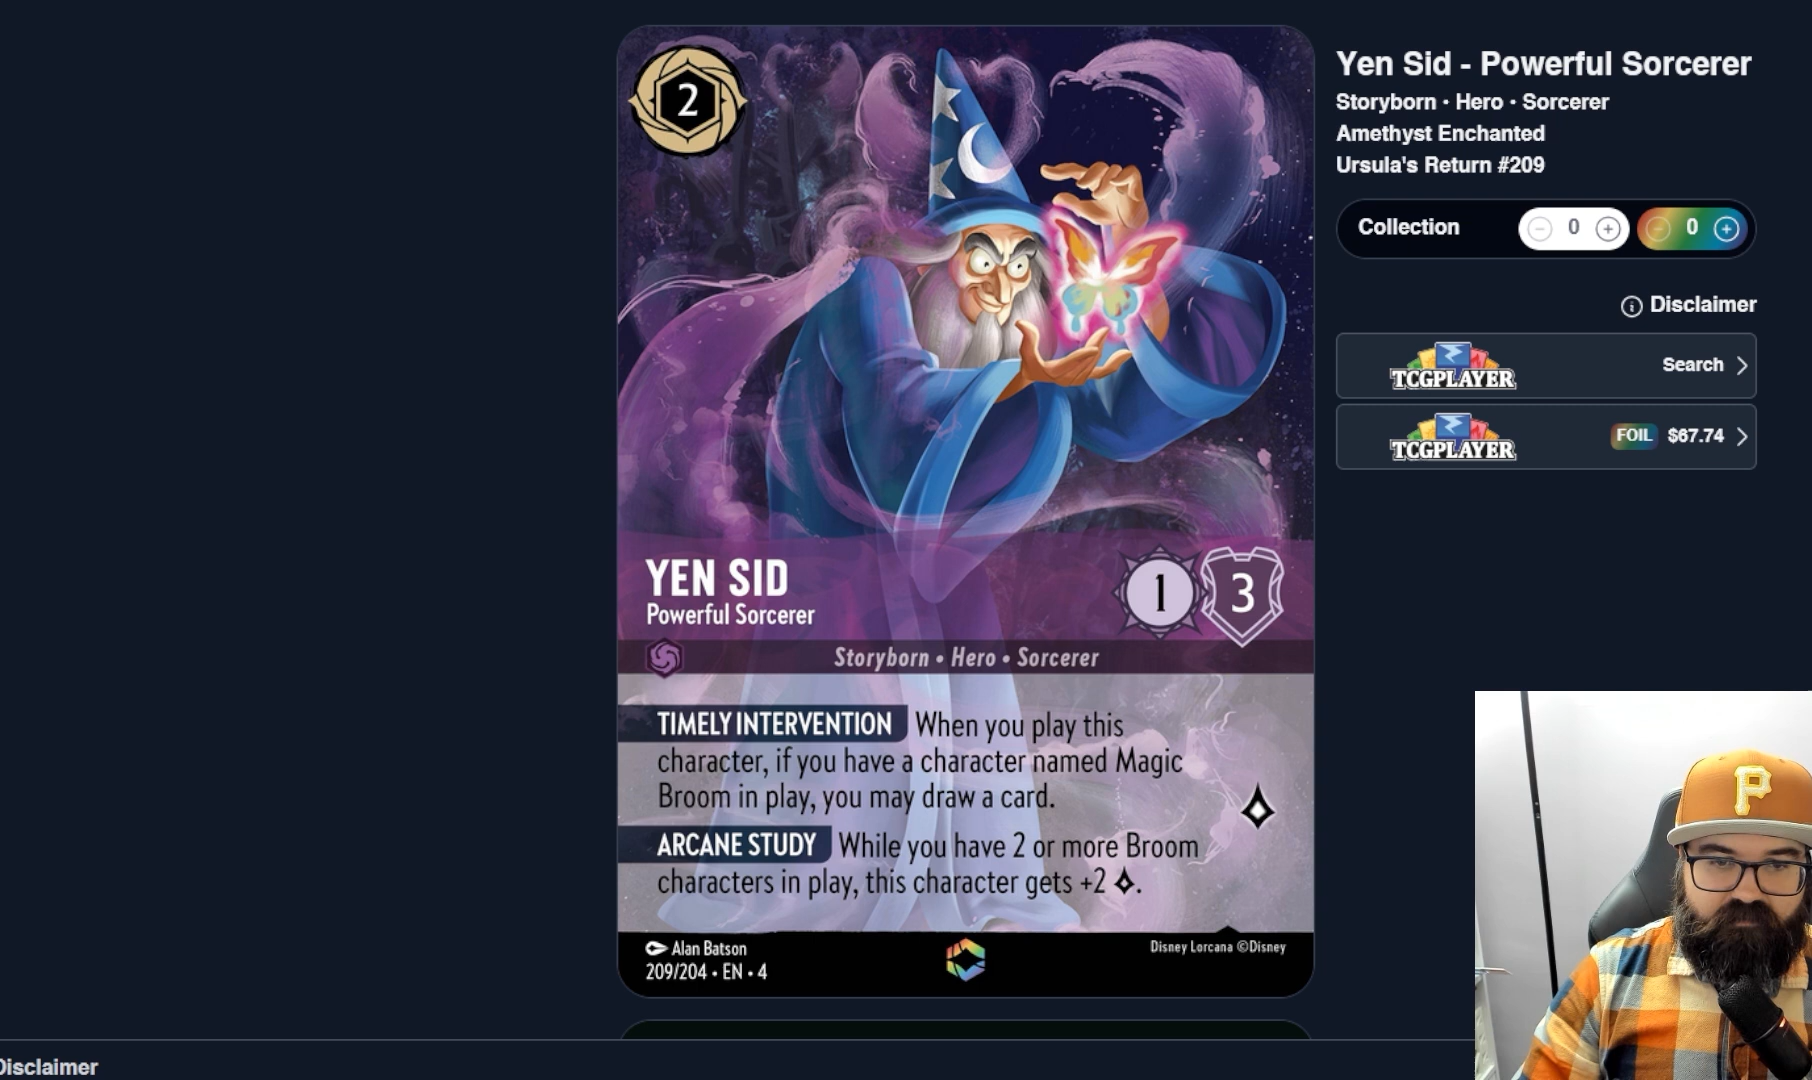 2
YEN SID
Powerful Sorcerer
1
3
Storyborn • Hero • Sorcerer
TIMELY INTERVENTION When you play this
character, if you have a character named Magic
Broom in play, you may draw a card.
ARCANE STUDY While you have 2 or more Broom
characters in play, this character gets +2 .
Alan Batson
209/204 • EN • 4
Disney Lorcana ©Disney
Yen Sid - Powerful Sorcerer
Storyborn • Hero • Sorcerer
Amethyst Enchanted
Ursula's Return #209
Collection
0
0
Disclaimer
TCGPLAYER
Search
TCGPLAYER
FOIL $67.74
P
Disclaimer